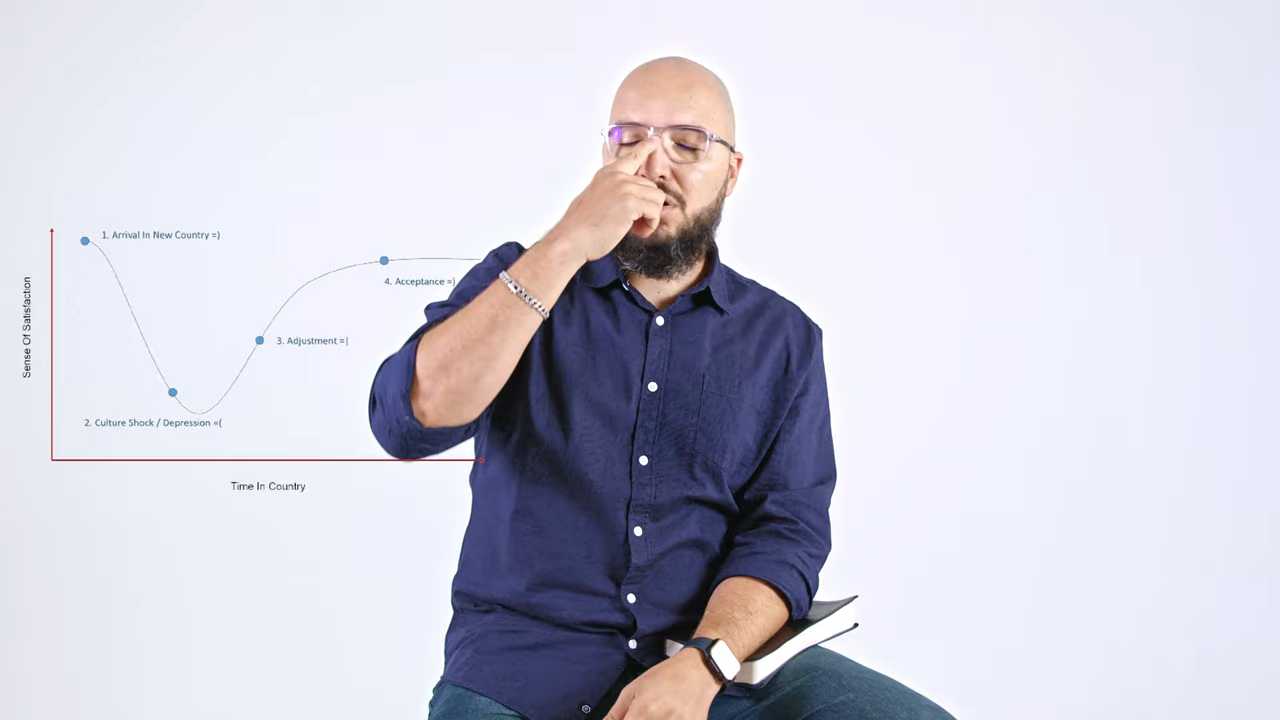 1. Arrival In New Country =)
4. Acceptance =)
3. Adjustment =|
2. Culture Shock / Depression =(
Sense Of Satisfaction
Time In Country